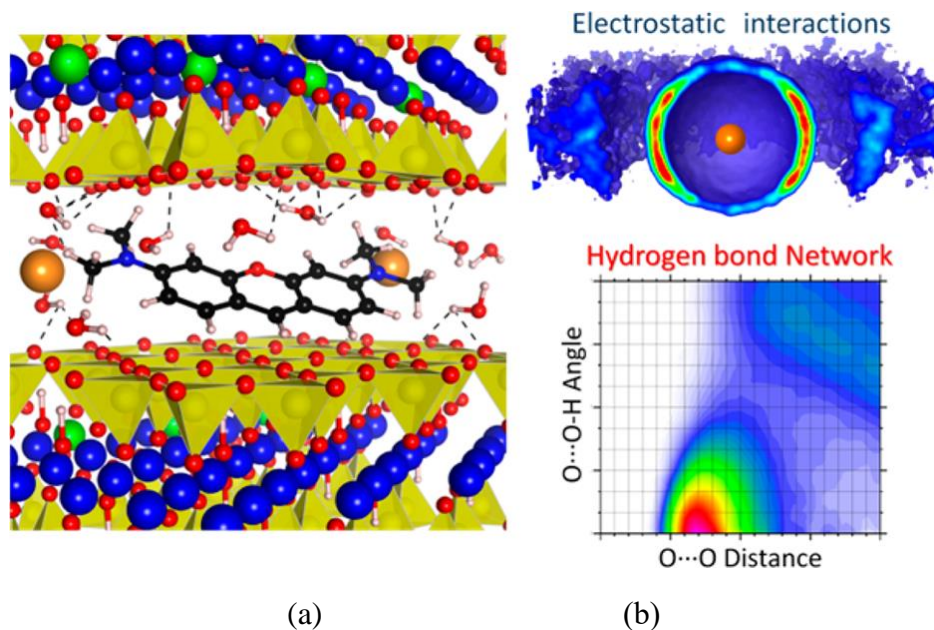 Electrostatic interactions
Hydrogen bond Network
O···O-H Angle
O···O Distance
(a)
(b)